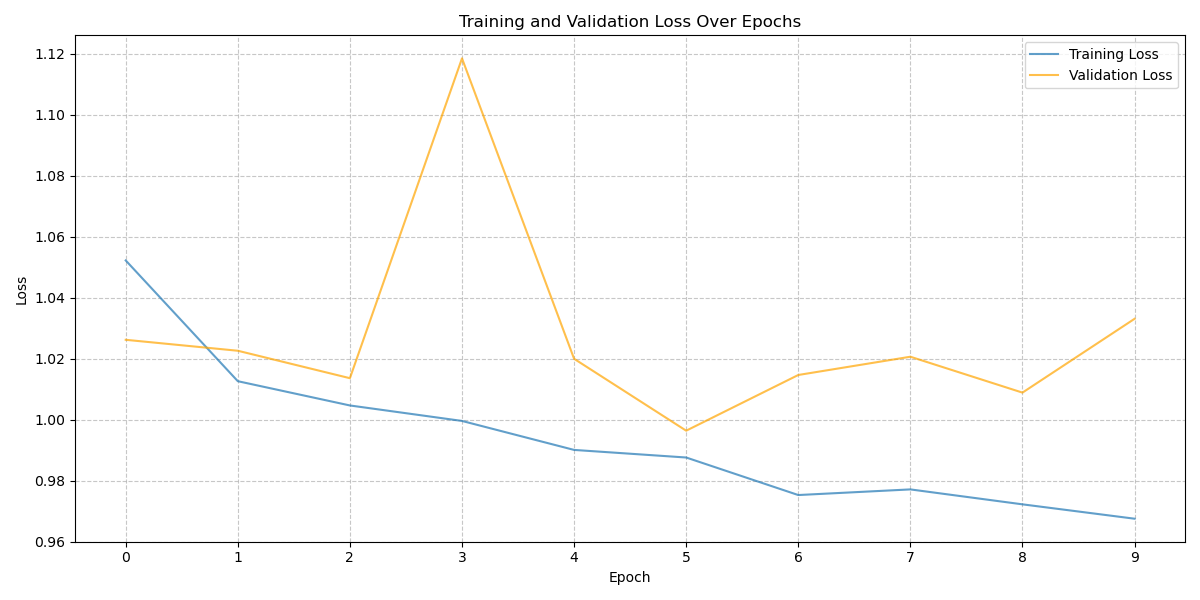 Training and Validation Loss Over Epochs
Training Loss
Validation Loss
1.12
1.10
1.08
1.06
1.04
1.02
1.00
0.98
0.96
Loss
0 1 2 3 4 5 6 7 8 9
Epoch